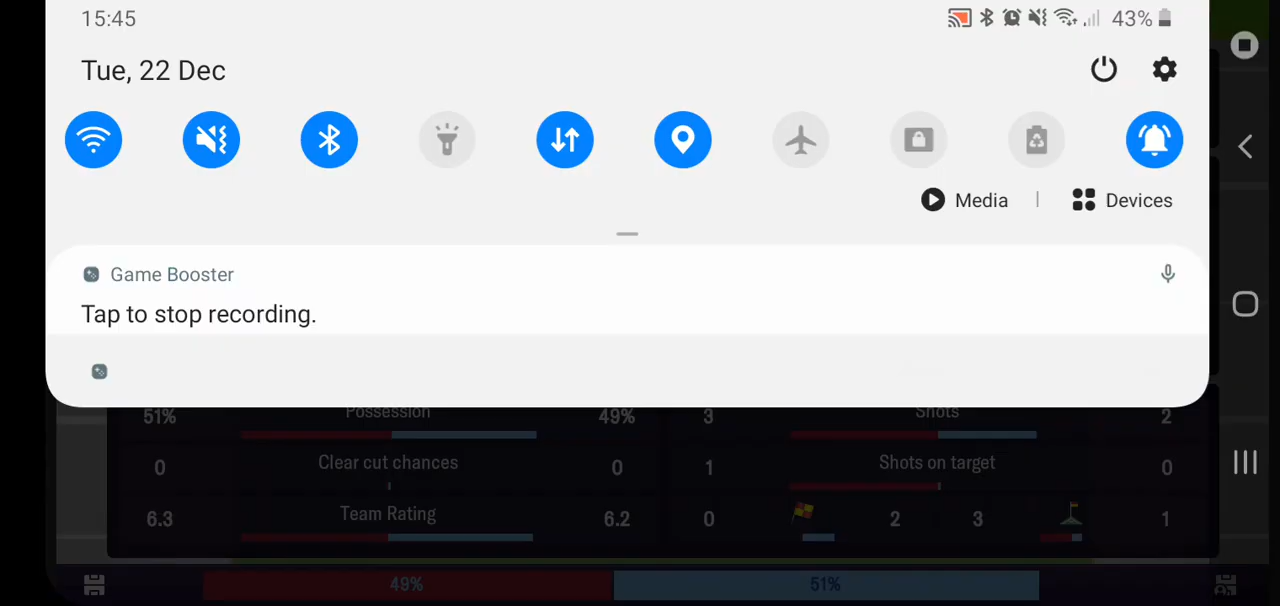 15:45
43%
Tue, 22 Dec
Media | Devices
Game Booster
Tap to stop recording.
51% Possession 49% 3 Shots 2
0 Clear cut chances 0 1 Shots on target 0
6.3 Team Rating 6.2 0 2 3 1
49% 51%